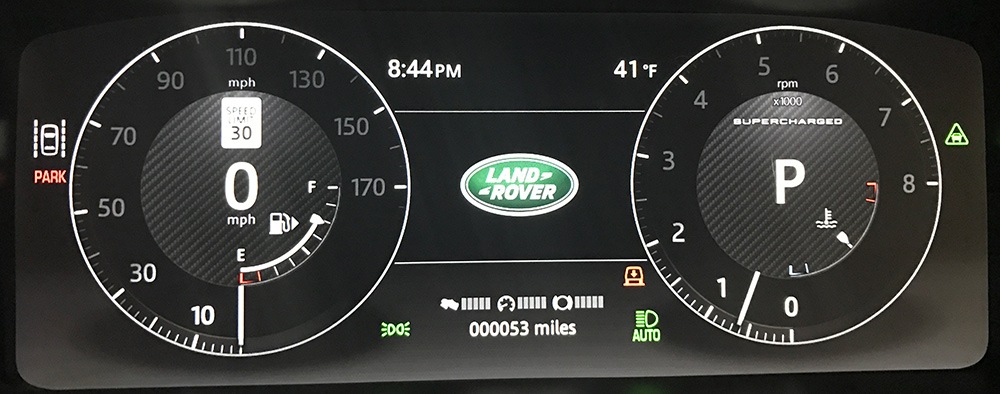 8:44PM
41°F
110
90
130
mph
SPEED
LIMIT
30
70
150
0
mph
F
170
50
E
30
10
PARK
LAND
ROVER
000053 miles
AUTO
5
6
rpm
x1000
4
7
SUPERCHARGED
3
P
8
2
1
0